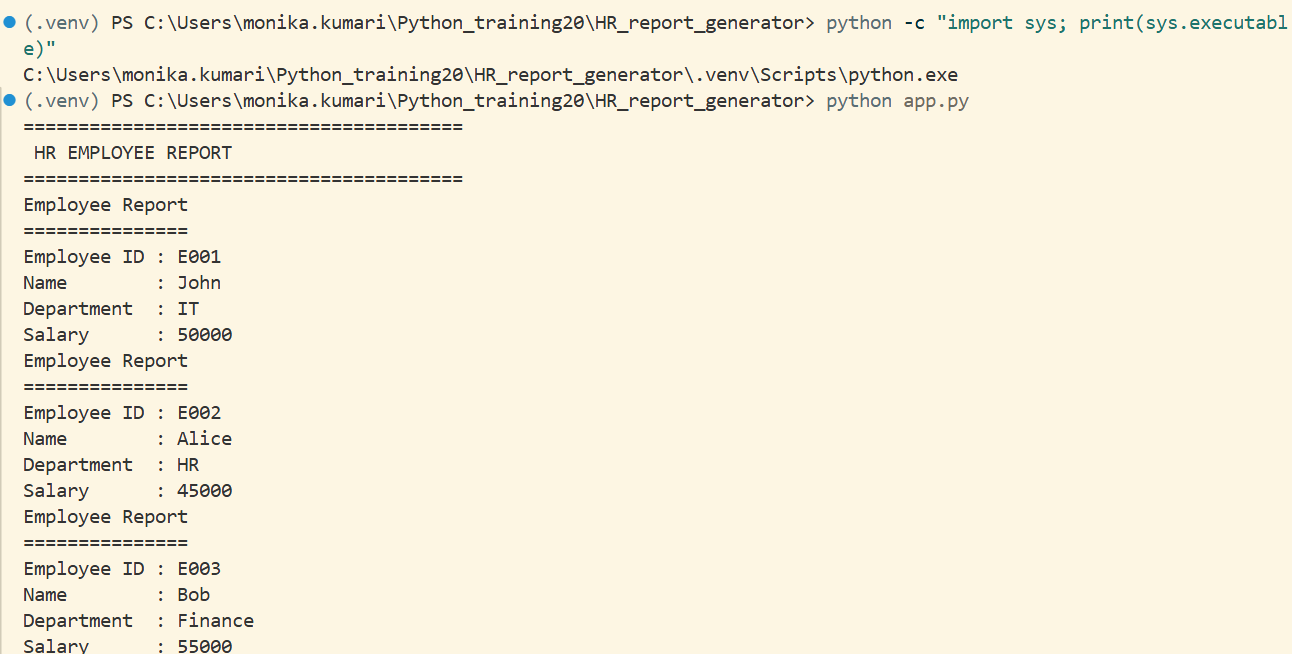 (.venv) PS C:\Users\monika.kumari\Python_training20\HR_report_generator> python -c "import sys; print(sys.executabl
e)"
C:\Users\monika.kumari\Python_training20\HR_report_generator\.venv\Scripts\python.exe
(.venv) PS C:\Users\monika.kumari\Python_training20\HR_report_generator> python app.py
========================================
 HR EMPLOYEE REPORT
========================================
Employee Report
===============
Employee ID : E001
Name        : John
Department  : IT
Salary      : 50000
Employee Report
===============
Employee ID : E002
Name        : Alice
Department  : HR
Salary      : 45000
Employee Report
===============
Employee ID : E003
Name        : Bob
Department  : Finance
Salary      : 55000